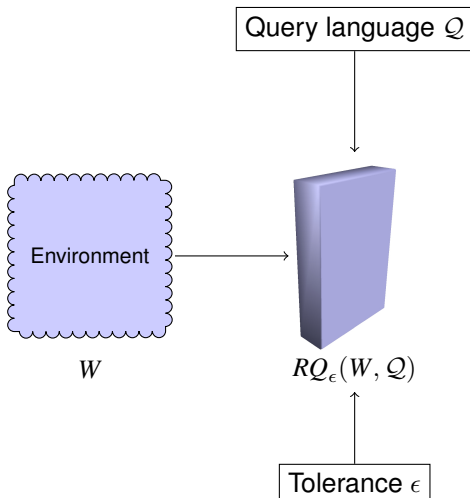 Query language 𝒬
Environment
W
RQ_ϵ(W, 𝒬)
Tolerance ϵ